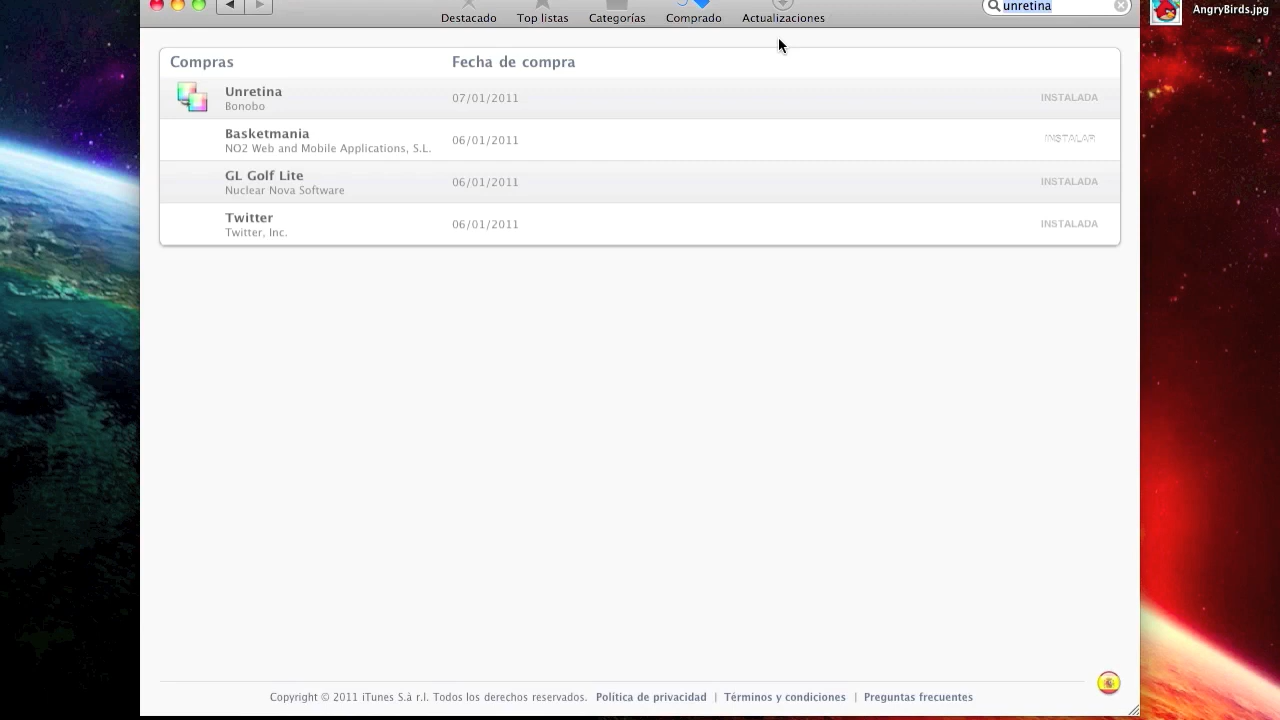 unretina
AngryBirds.jpg
Destacado
Top listas
Categorías
Comprado
Actualizaciones
Compras
Fecha de compra
Unretina
Bonobo
07/01/2011
INSTALADA
Basketmania
NO2 Web and Mobile Applications, S.L.
06/01/2011
INSTALAR
GL Golf Lite
Nuclear Nova Software
06/01/2011
INSTALADA
Twitter
Twitter, Inc.
06/01/2011
INSTALADA
Copyright © 2011 iTunes S.a r.l. Todos los derechos reservados. Política de privacidad | Términos y condiciones | Preguntas frecuentes